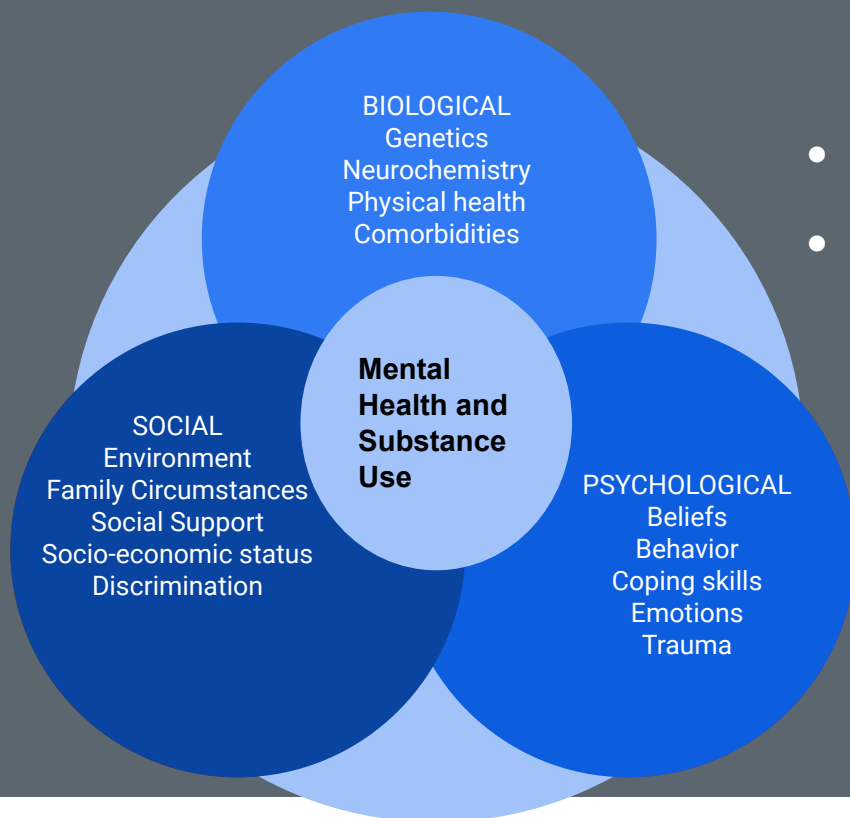 BIOLOGICAL
Genetics
Neurochemistry
Physical health
Comorbidities
Mental
Health and
Substance
Use
SOCIAL
Environment
Family Circumstances
Social Support
Socio-economic status
Discrimination
PSYCHOLOGICAL
Beliefs
Behavior
Coping skills
Emotions
Trauma